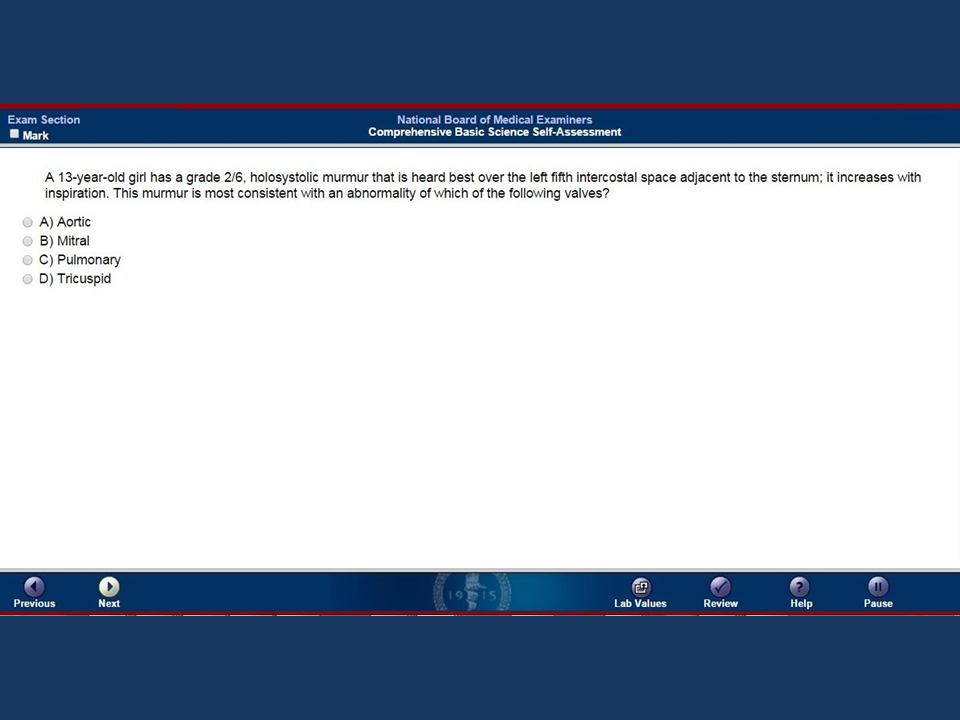 Exam Section
National Board of Medical Examiners
Mark
Comprehensive Basic Science Self-Assessment
A 13-year-old girl has a grade 2/6, holosystolic murmur that is heard best over the left fifth intercostal space adjacent to the sternum; it increases with
inspiration. This murmur is most consistent with an abnormality of which of the following valves?
A) Aortic
B) Mitral
C) Pulmonary
D) Tricuspid
1915
Previous
Next
Lab Values
Review
Help
Pause